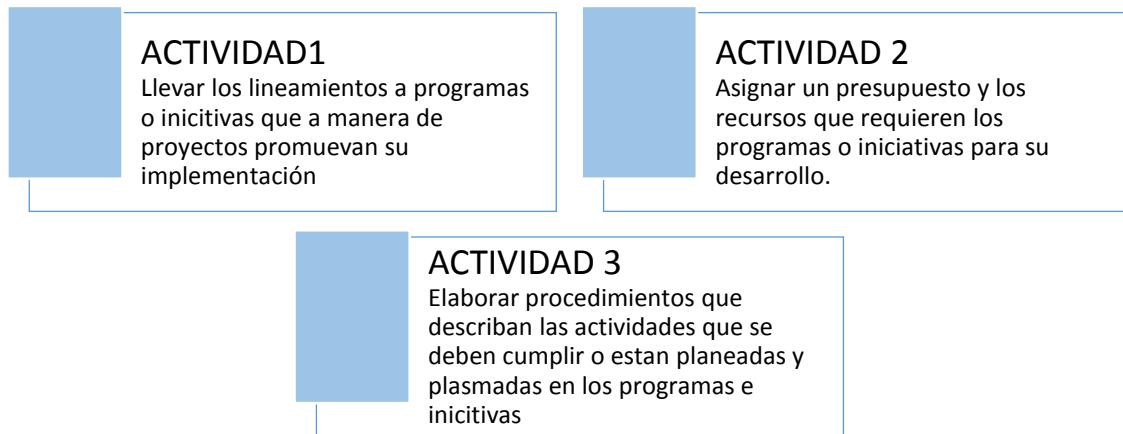 ACTIVIDAD1
Llevar los lineamientos a programas
o inicitivas que a manera de
proyectos promuevan su
implementación
ACTIVIDAD 2
Asignar un presupuesto y los
recursos que requieren los
programas o iniciativas para su
desarrollo.
ACTIVIDAD 3
Elaborar procedimientos que
describan las actividades que se
deben cumplir o estan planeadas y
plasmadas en los programas e
inicitivas